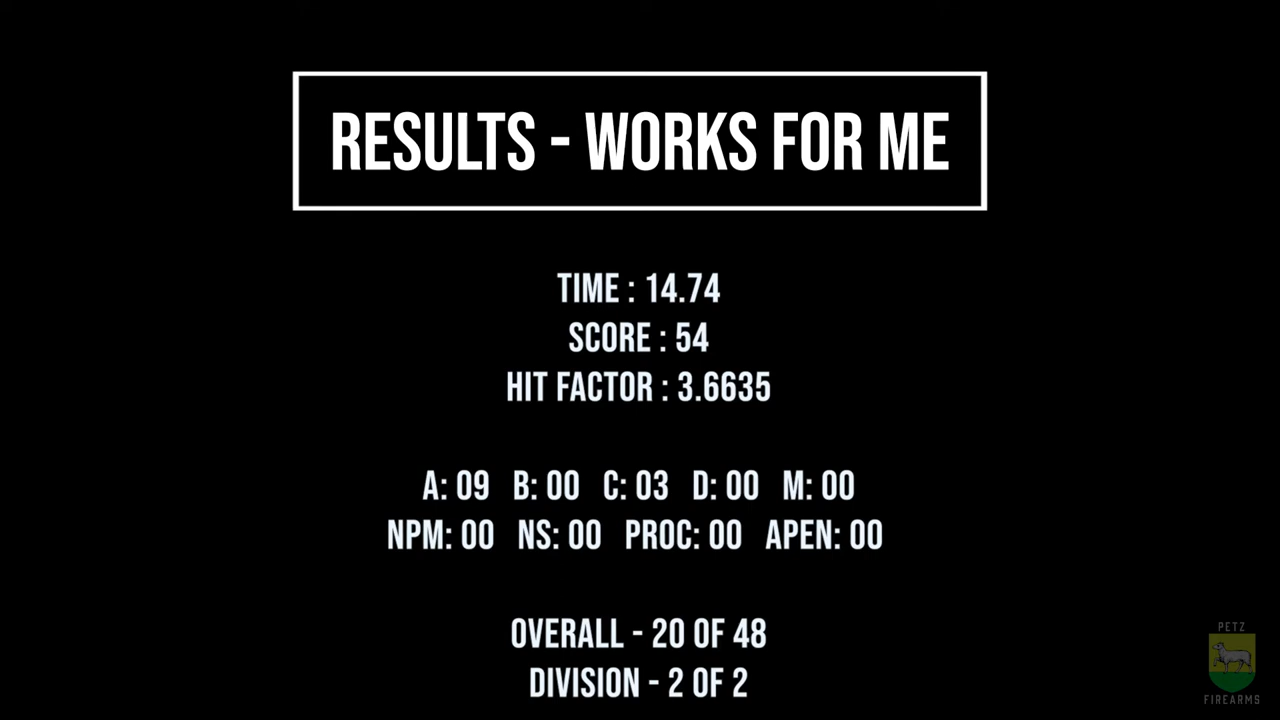 RESULTS - WORKS FOR ME
TIME : 14.74
SCORE : 54
HIT FACTOR : 3.6635
A: 09 B: 00 C: 03 D: 00 M: 00
NPM: 00 NS: 00 PROC: 00 APEN: 00
OVERALL - 20 OF 48
DIVISION - 2 OF 2
PETZ
FIREARMS